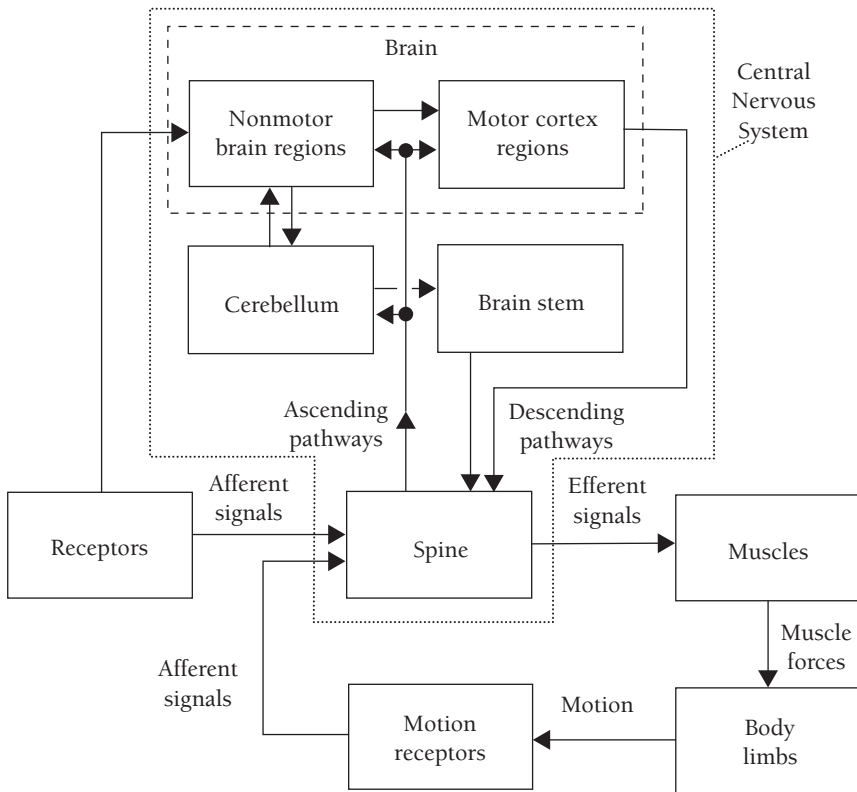 Brain
Central
Nervous
System
Nonmotor
brain regions
Motor cortex
regions
Cerebellum
Brain stem
Ascending
pathways
Descending
pathways
Afferent
signals
Efferent
signals
Receptors
Spine
Muscles
Muscle
forces
Afferent
signals
Motion
receptors
Motion
Body
limbs